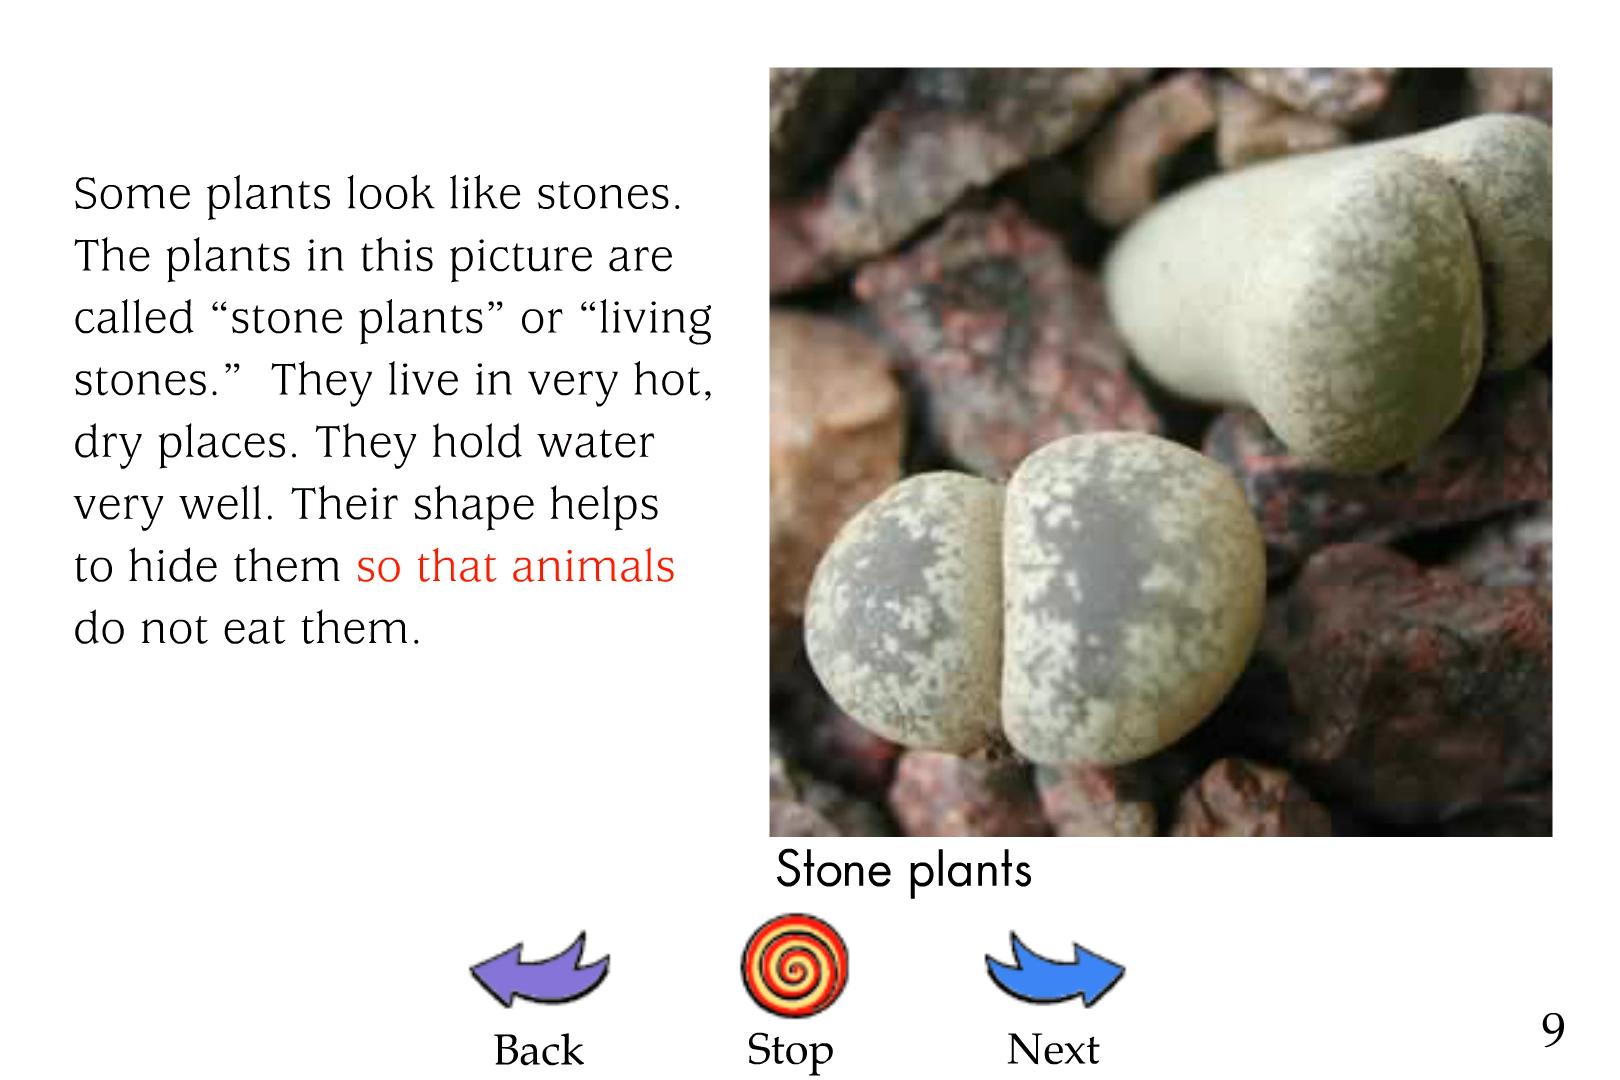 Some plants look like stones.
The plants in this picture are
called “stone plants” or “living
stones.”  They live in very hot,
dry places. They hold water
very well. Their shape helps
to hide them so that animals
do not eat them.
Stone plants
Back
Stop
Next
9